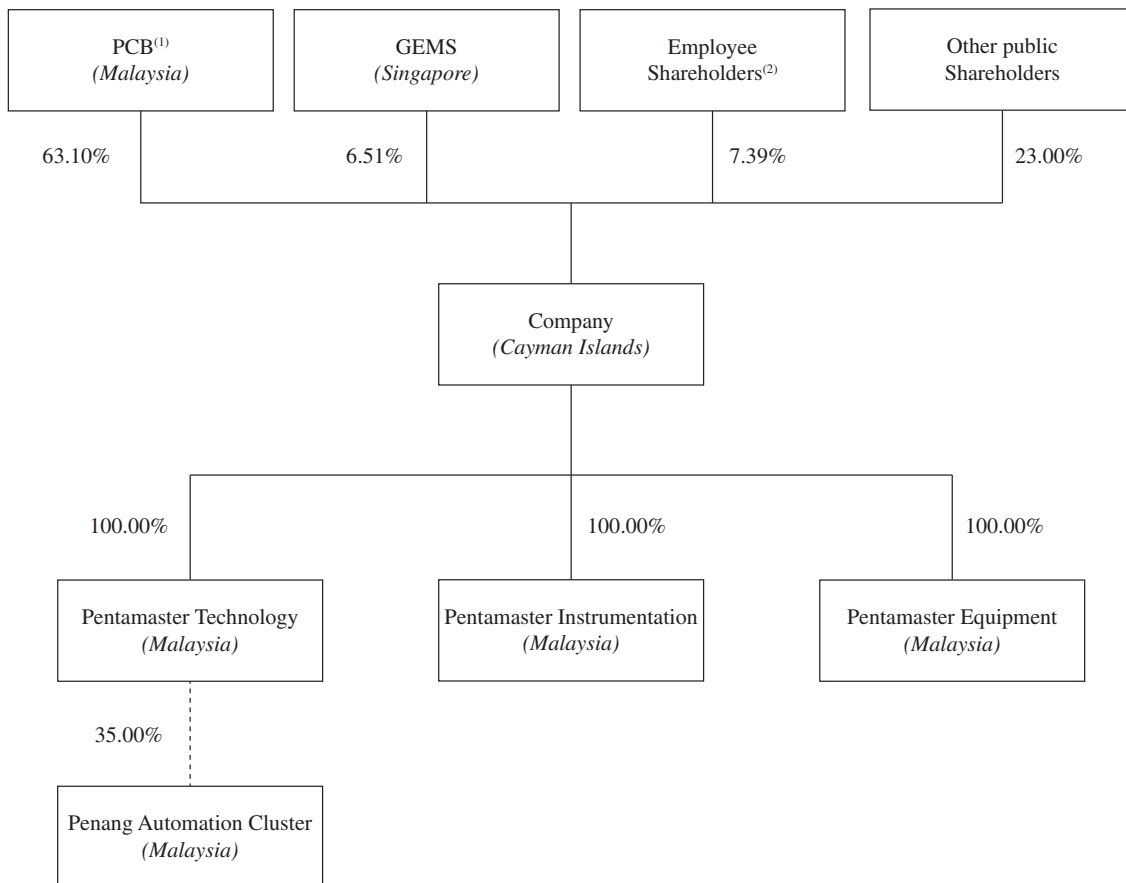 PCB(1)
(Malaysia)
GEMS
(Singapore)
Employee
Shareholders(2)
Other public
Shareholders
63.10%
6.51%
7.39%
23.00%
Company
(Cayman Islands)
100.00%
100.00%
100.00%
Pentamaster Technology
(Malaysia)
Pentamaster Instrumentation
(Malaysia)
Pentamaster Equipment
(Malaysia)
35.00%
Penang Automation Cluster
(Malaysia)